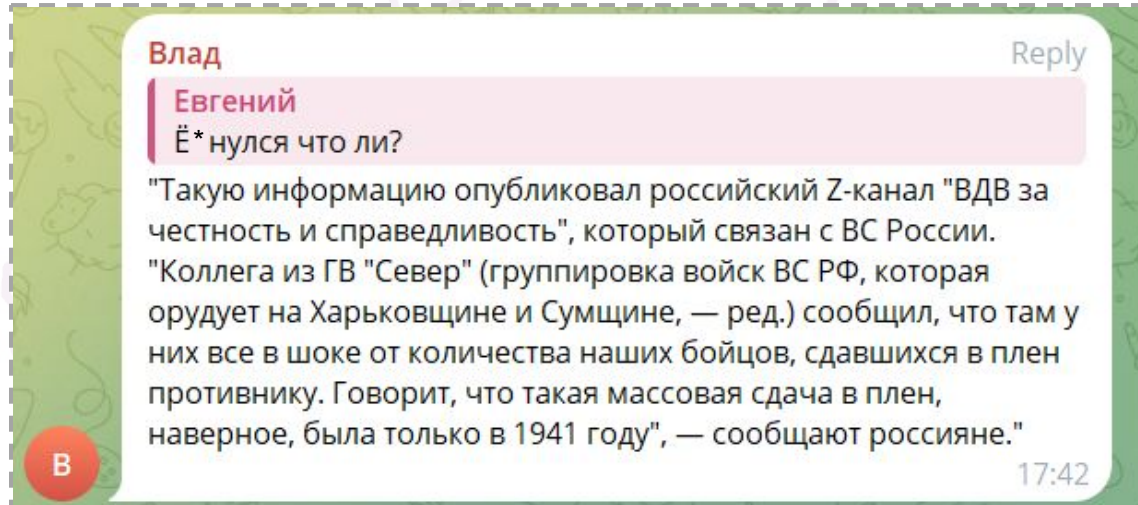 Влад Reply
Евгений
Ё*нулся что ли?
"Такую информацию опубликовал российский Z-канал "ВДВ за
честность и справедливость", который связан с ВС России.
"Коллега из ГВ "Север" (группировка войск ВС РФ, которая
орудует на Харьковщине и Сумщине, — ред.) сообщил, что там у
них все в шоке от количества наших бойцов, сдавшихся в плен
противнику. Говорит, что такая массовая сдача в плен,
наверное, была только в 1941 году", — сообщают россияне."
В
17:42